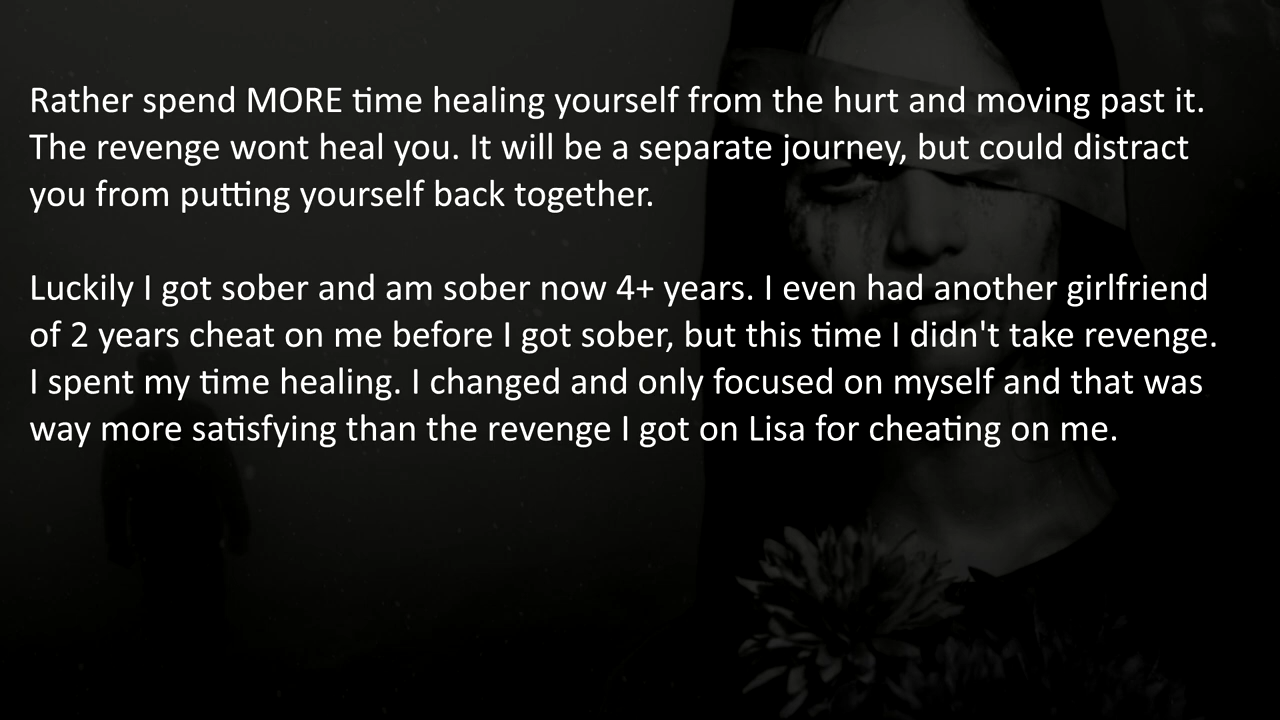 Rather spend MORE time healing yourself from the hurt and moving past it.
The revenge wont heal you. It will be a separate journey, but could distract
you from putting yourself back together.
Luckily I got sober and am sober now 4+ years. I even had another girlfriend
of 2 years cheat on me before I got sober, but this time I didn't take revenge.
I spent my time healing. I changed and only focused on myself and that was
way more satisfying than the revenge I got on Lisa for cheating on me.